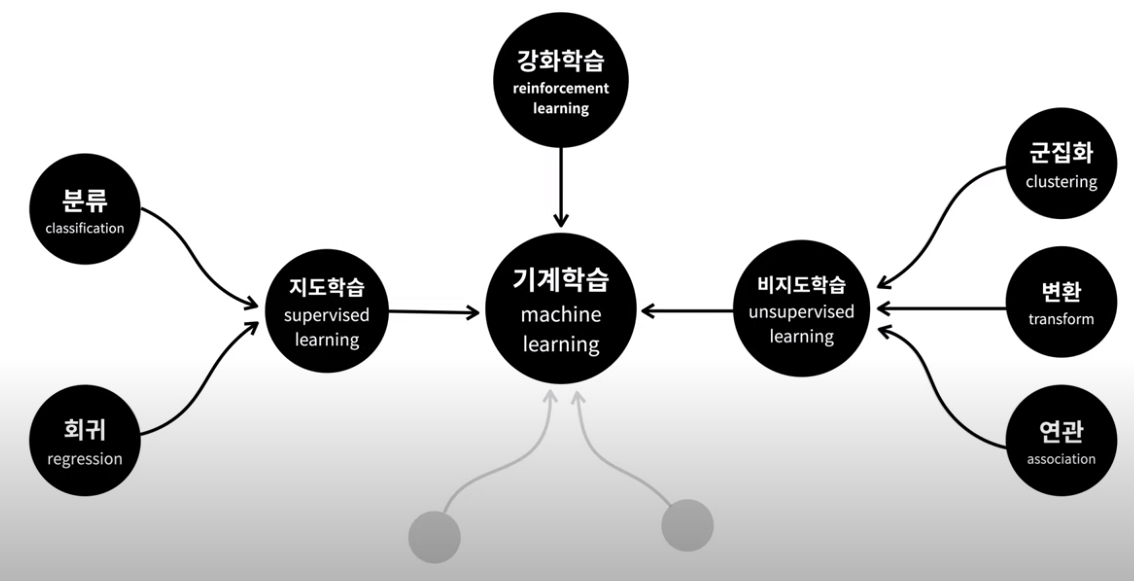 강화학습
reinforcement
learning
분류
classification
회귀
regression
지도학습
supervised
learning
기계학습
machine
learning
비지도학습
unsupervised
learning
군집화
clustering
변환
transform
연관
association